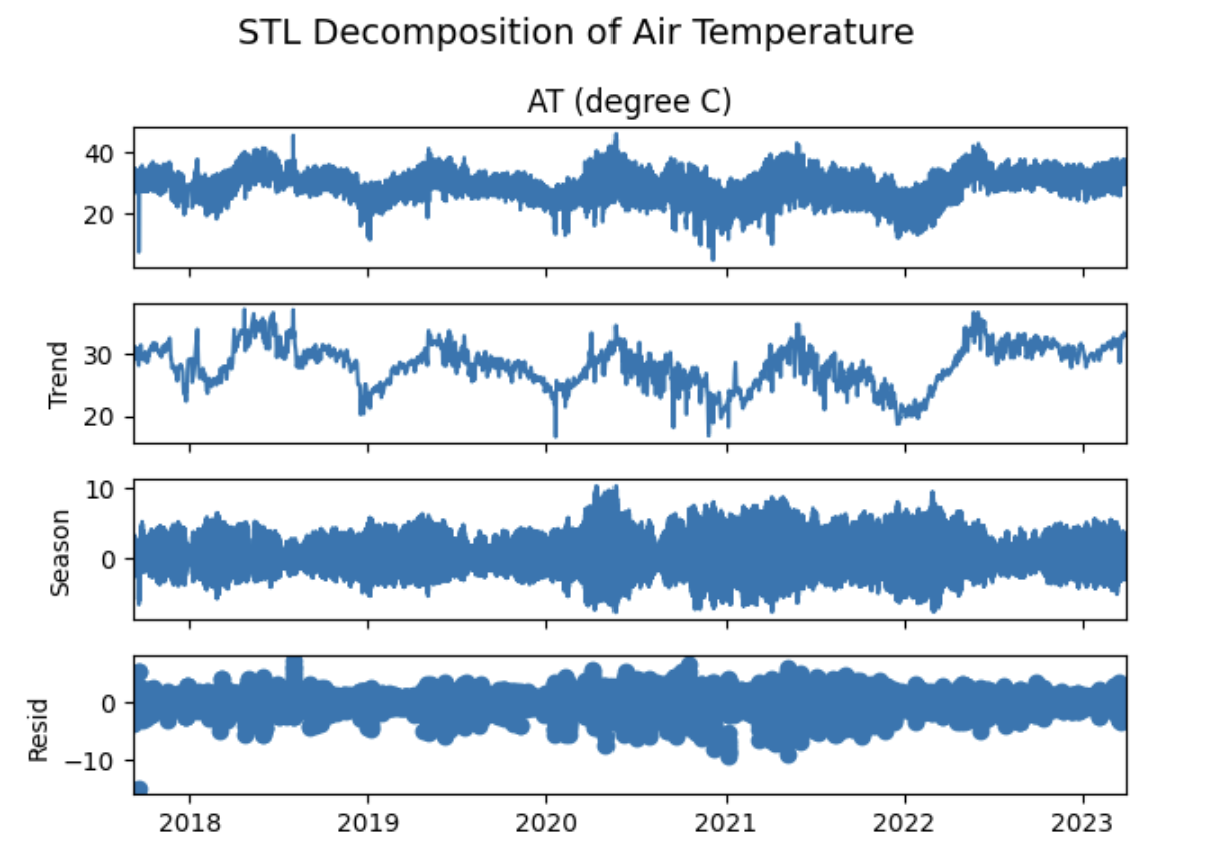 STL Decomposition of Air Temperature
AT (degree C)
40
20
Trend
30
20
Season
10
0
Resid
0
−10
2018 2019 2020 2021 2022 2023